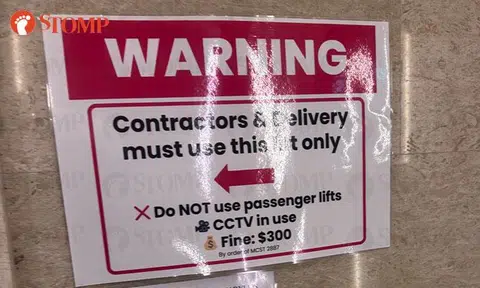 STOMP
WARNING
Contractors & Delivery
must use this lift only
Do NOT use passenger lifts
CCTV in use
Fine: $300
By order of MCST 2887